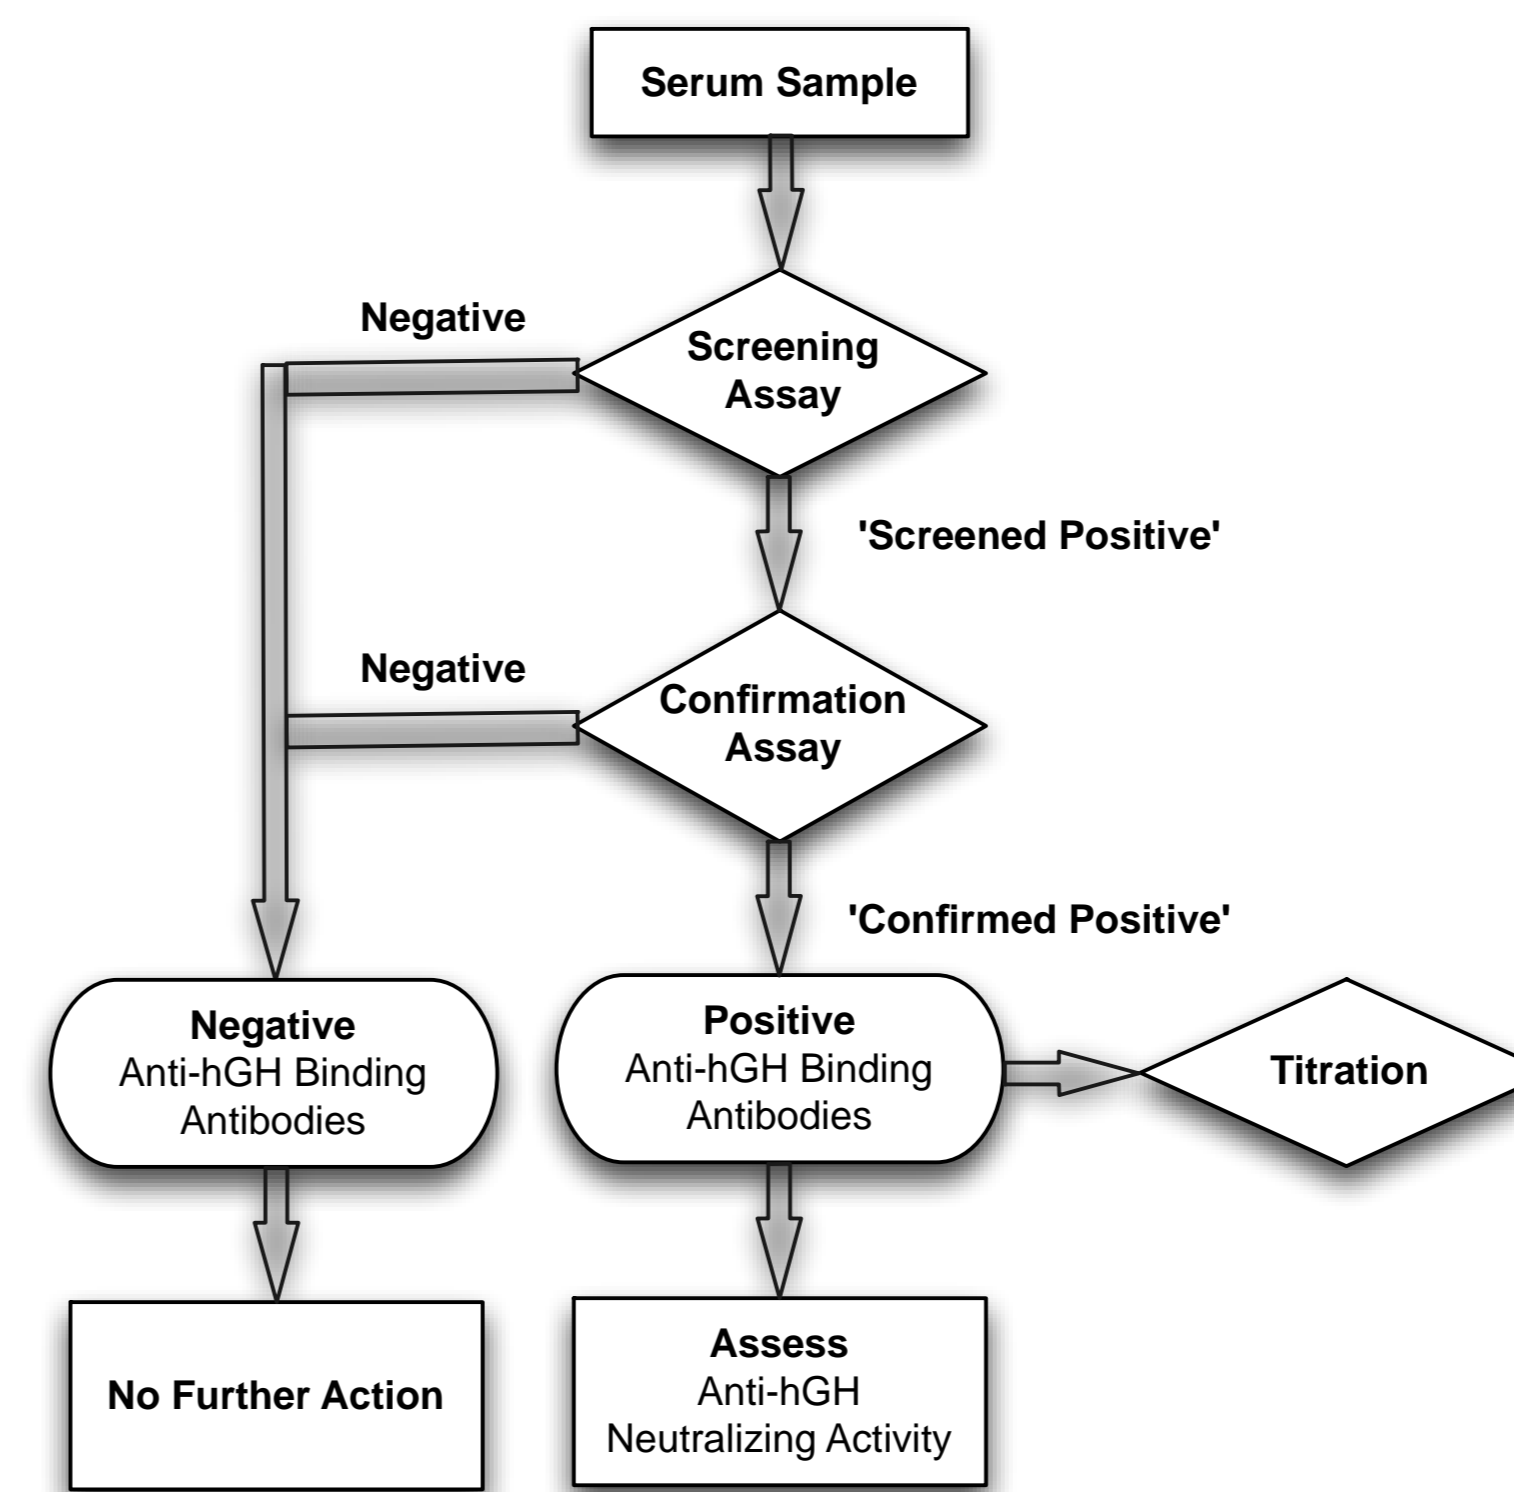 Serum Sample
Negative
Screening
Assay
'Screened Positive'
Negative
Confirmation
Assay
'Confirmed Positive'
Negative
Anti-hGH Binding
Antibodies
Positive
Anti-hGH Binding
Antibodies
Titration
No Further Action
Assess
Anti-hGH
Neutralizing Activity